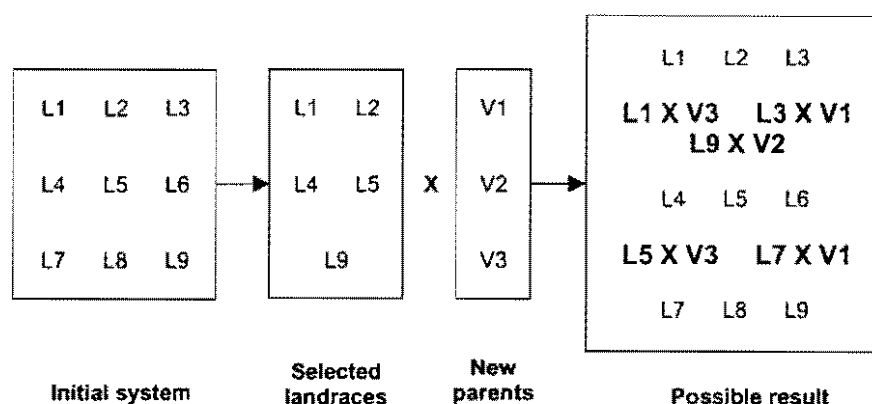 L1 L2 L3
L4 L5 L6
L7 L8 L9
Initial system
L1 L2
L4 L5
L9
Selected
landraces
X
V1
V2
V3
New
parents
L1 L2 L3
L1 X V3 L3 X V1
L9 X V2
L4 L5 L6
L5 X V3 L7 X V1
L7 L8 L9
Possible result